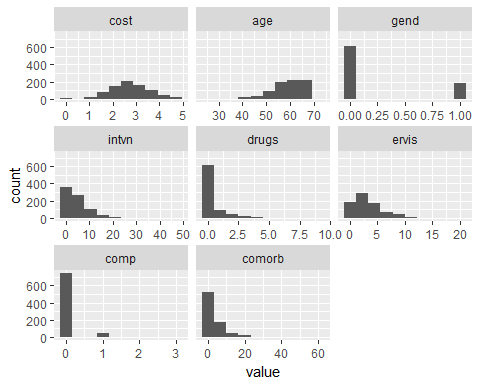 cost age gend
600
400
200
0
0 1 2 3 4 5 30 40 50 60 70 0.00 0.25 0.50 0.75 1.00
intvn drugs ervis
600
400
200
0
0 10 20 30 40 50 0.0 2.5 5.0 7.5 10.0 0 5 10 15 20
comp comorb
600
400
200
0
0 1 2 3 0 20 40 60
count
value